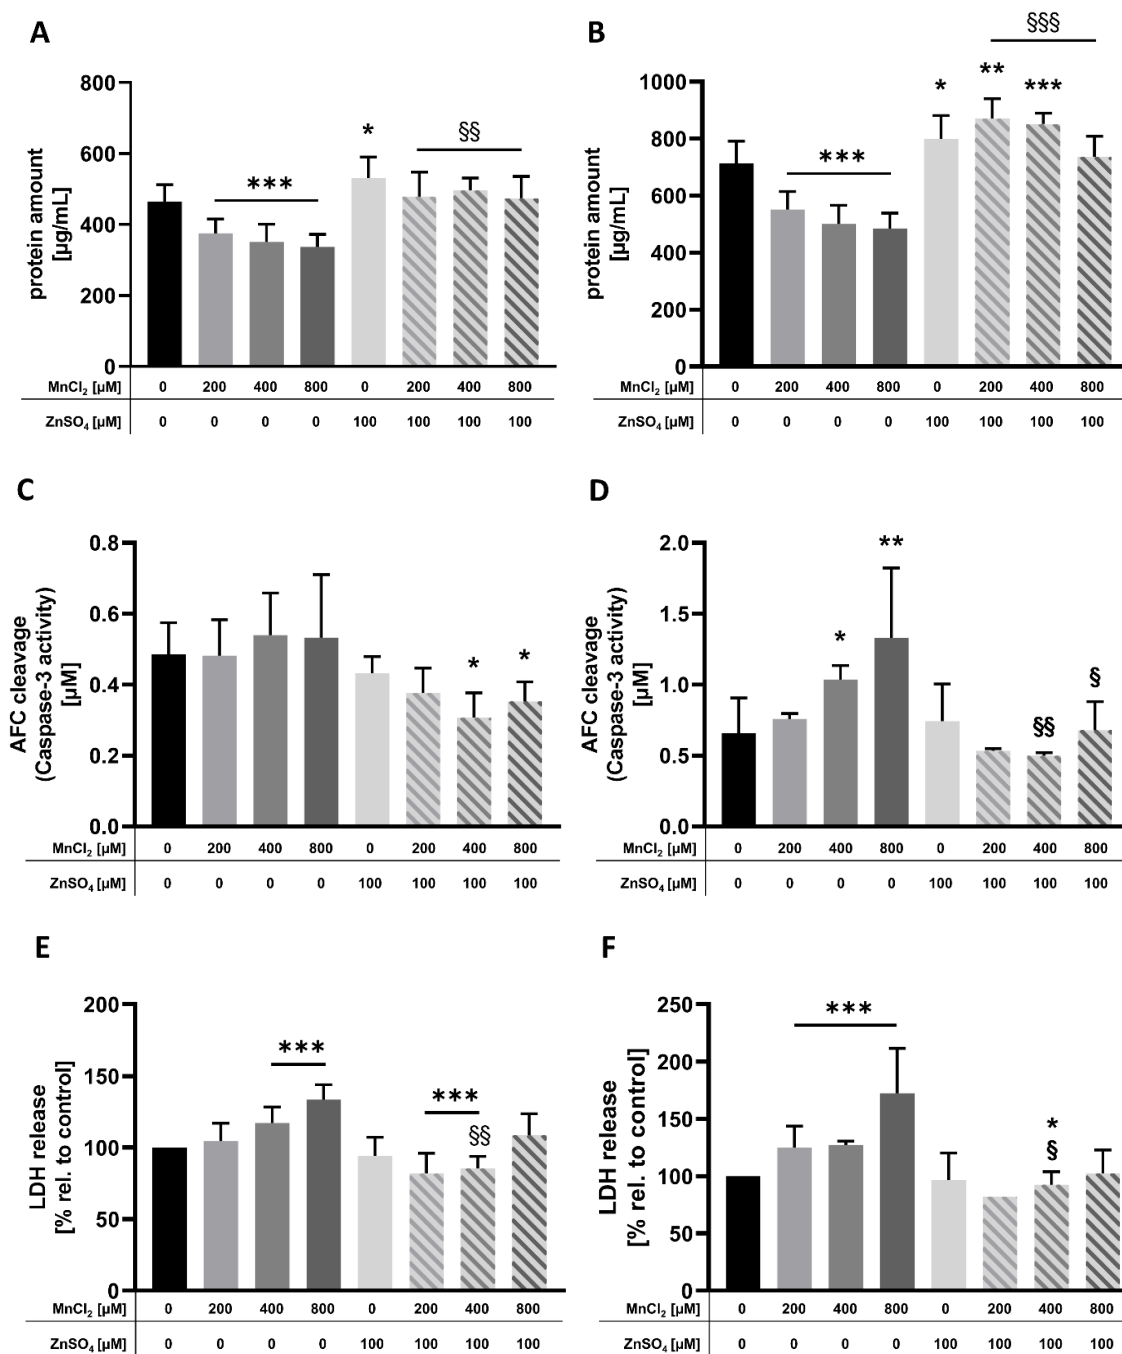 A
B
§§§
800
600
400
200
0
protein amount
[µg/mL]
***
*
§§
1000
800
600
400
200
0
protein amount
[µg/mL]
***
*
**
***
MnCl₂ [µM] 0 200 400 800 0 200 400 800
ZnSO₄ [µM] 0 0 0 0 100 100 100 100
MnCl₂ [µM] 0 200 400 800 0 200 400 800
ZnSO₄ [µM] 0 0 0 0 100 100 100 100
C
D
0.8
0.6
0.4
0.2
0.0
AFC cleavage
(Caspase-3 activity)
[µM]
*
*
2.0
1.5
1.0
0.5
0.0
AFC cleavage
(Caspase-3 activity)
[µM]
*
**
§§
§
MnCl₂ [µM] 0 200 400 800 0 200 400 800
ZnSO₄ [µM] 0 0 0 0 100 100 100 100
MnCl₂ [µM] 0 200 400 800 0 200 400 800
ZnSO₄ [µM] 0 0 0 0 100 100 100 100
E
F
200
150
100
50
0
LDH release
[% rel. to control]
***
***
§§
250
200
150
100
50
0
LDH release
[% rel. to control]
***
*
§
MnCl₂ [µM] 0 200 400 800 0 200 400 800
ZnSO₄ [µM] 0 0 0 0 100 100 100 100
MnCl₂ [µM] 0 200 400 800 0 200 400 800
ZnSO₄ [µM] 0 0 0 0 100 100 100 100